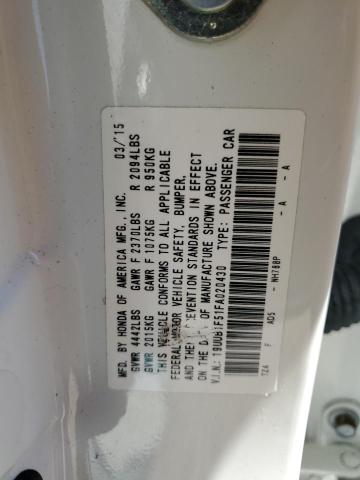 MFD. BY HONDA OF AMERICA MFG., INC. 03/15
GVWR 4442LBS GAWR F 2370LBS R 2094LBS
GVWR 2015KG GAWR F 1075KG R 950KG
THIS VEHICLE CONFORMS TO ALL APPLICABLE
FEDERAL MOTOR VEHICLE SAFETY, BUMPER,
AND THEFT PREVENTION STANDARDS IN EFFECT
ON THE DATE OF MANUFACTURE SHOWN ABOVE.
V.I.N.: 19UUB1F51FA020430 TYPE: PASSENGER CAR
TZ4 F AD5 NH788P - A - A